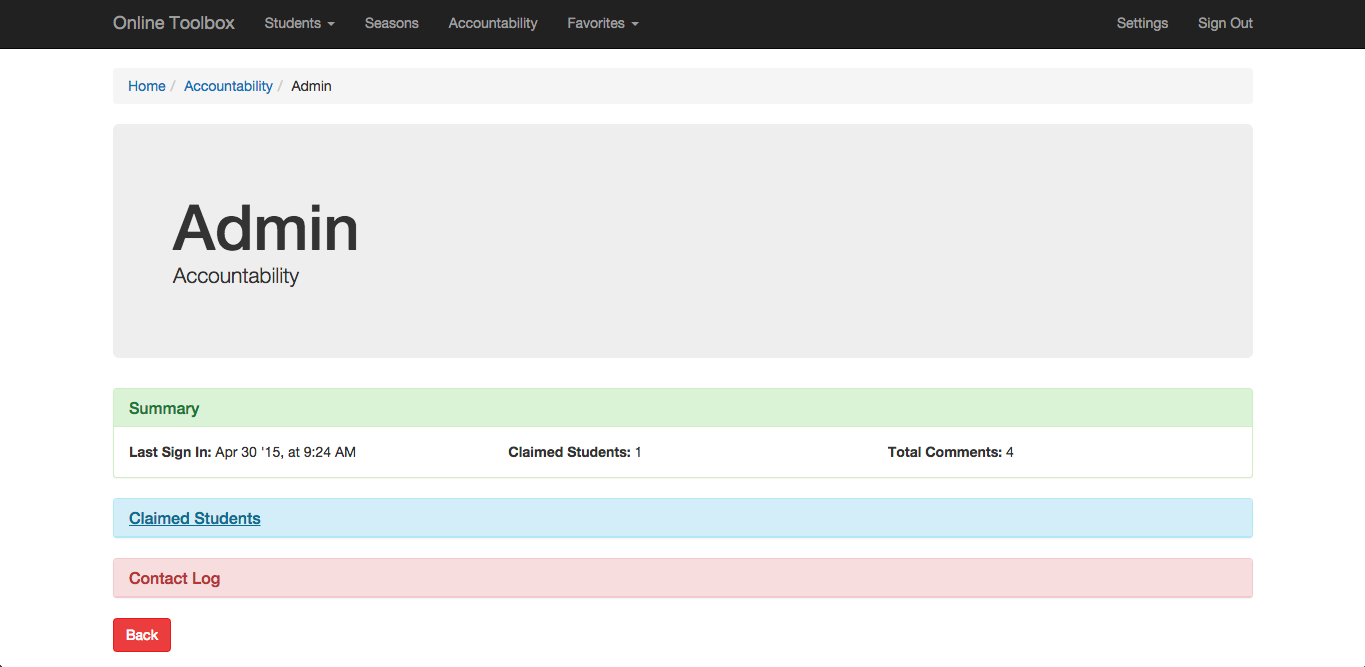 Online Toolbox Students Seasons Accountability Favorites Settings Sign Out
Home / Accountability / Admin
Admin
Accountability
Summary
Last Sign In: Apr 30 '15, at 9:24 AM Claimed Students: 1 Total Comments: 4
Claimed Students
Contact Log
Back